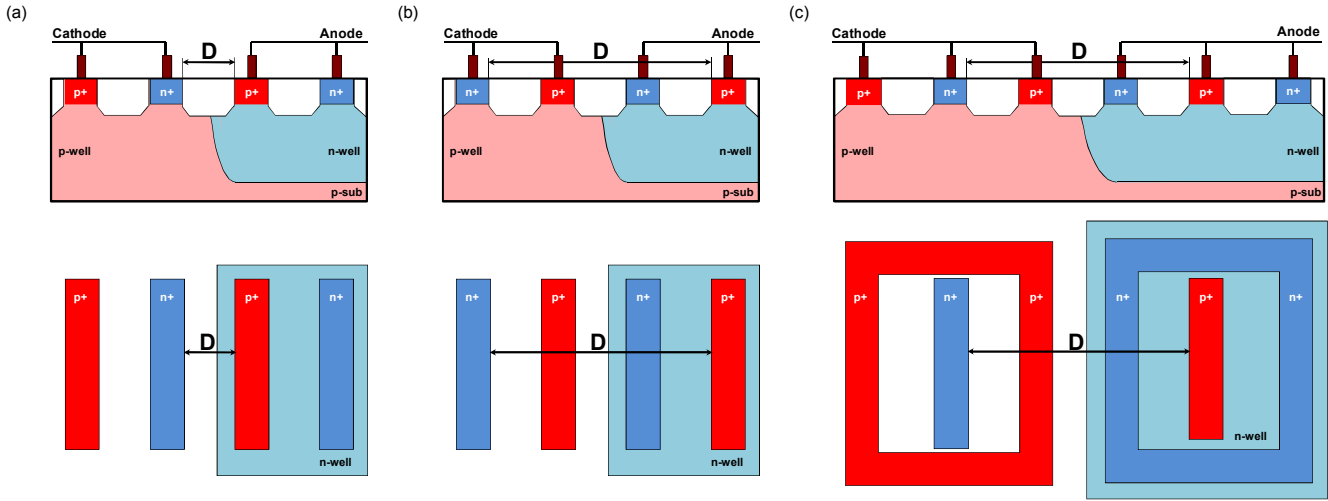 (a)
Cathode
Anode
D
p+
n+
p+
n+
p-well
n-well
p-sub
p+
n+
p+
n+
D
n-well
(b)
Cathode
Anode
D
n+
p+
n+
p+
p-well
n-well
p-sub
n+
p+
n+
p+
D
n-well
(c)
Cathode
Anode
D
p+
n+
p+
n+
p+
n+
p-well
n-well
p-sub
p+
n+
p+
n+
p+
n+
D
n-well